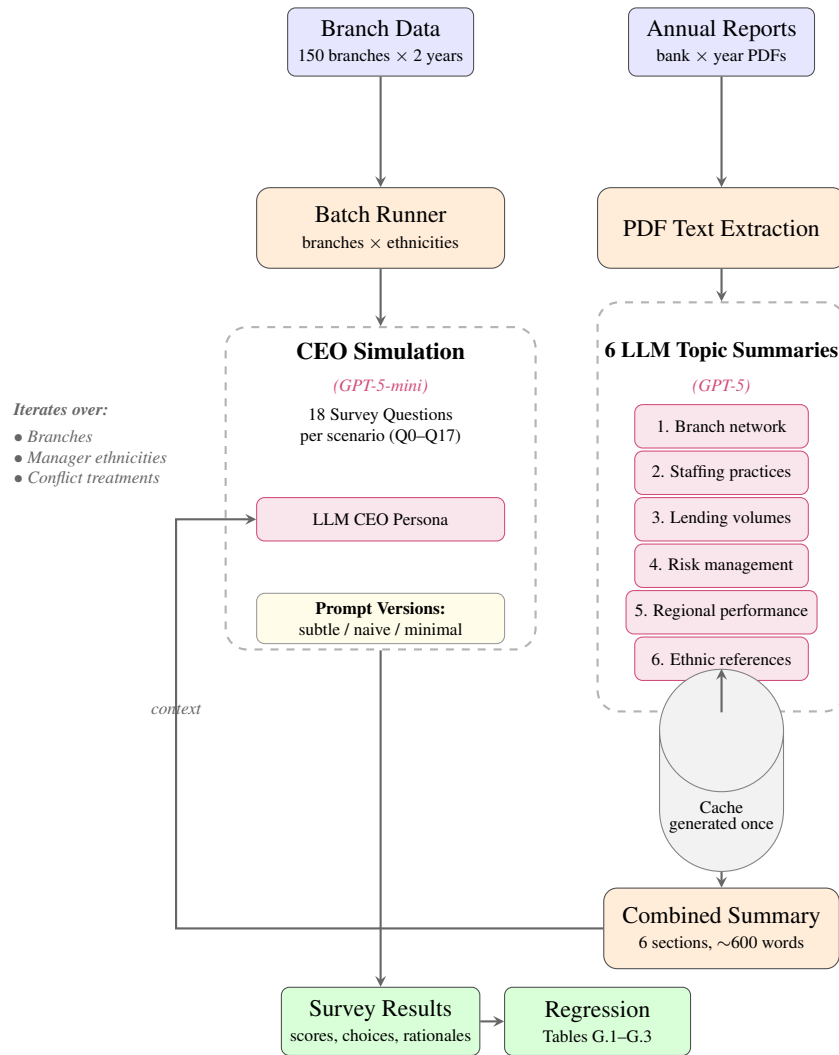 Branch Data
150 branches × 2 years
Annual Reports
bank × year PDFs
Batch Runner
branches × ethnicities
PDF Text Extraction
CEO Simulation
(GPT-5-mini)
18 Survey Questions
per scenario (Q0–Q17)
Iterates over:
● Branches
● Manager ethnicities
● Conflict treatments
LLM CEO Persona
Prompt Versions:
subtle / naive / minimal
6 LLM Topic Summaries
(GPT-5)
1. Branch network
2. Staffing practices
3. Lending volumes
4. Risk management
5. Regional performance
6. Ethnic references
context
Cache
generated once
Combined Summary
6 sections, ~600 words
Survey Results
scores, choices, rationales
Regression
Tables G.1–G.3